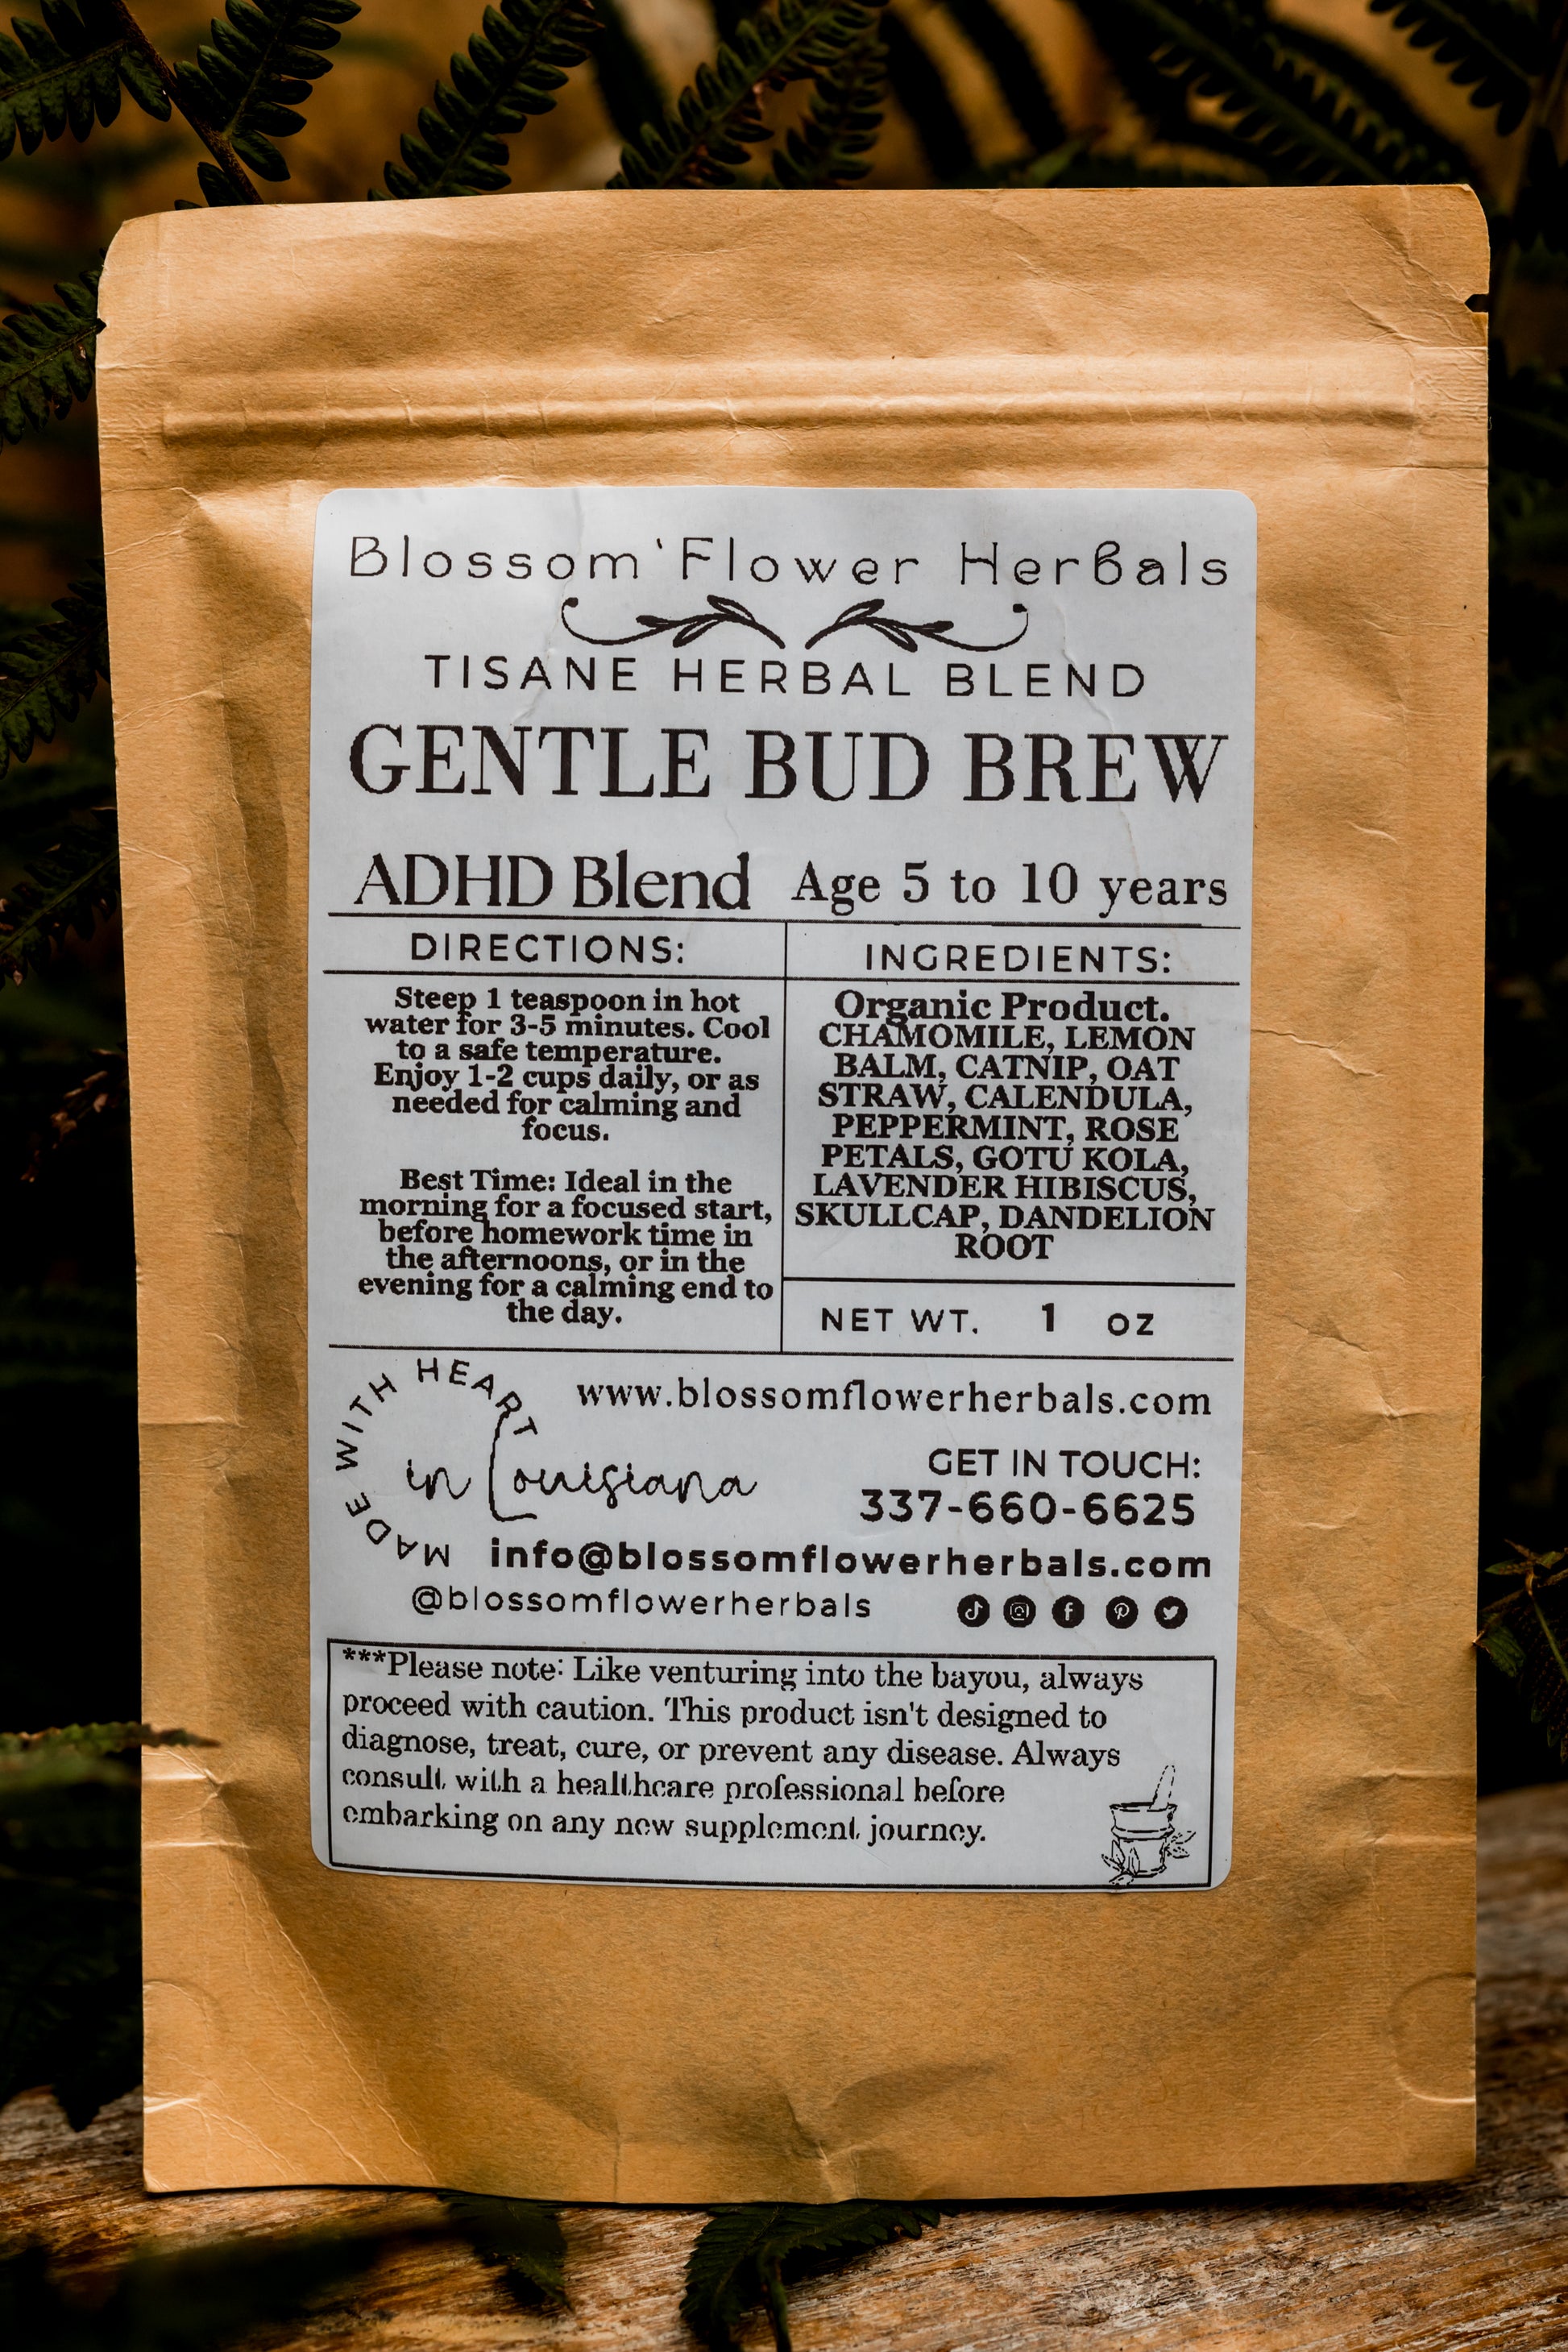 Blossom'Flower Herbals
TISANE HERBAL BLEND
GENTLE BUD BREW
ADHD Blend Age 5 to 10 years
DIRECTIONS:
Steep 1 teaspoon in hot
water for 3-5 minutes. Cool
to a safe temperature.
Enjoy 1-2 cups daily, or as
needed for calming and
focus.
Best Time: Ideal in the
morning for a focused start,
before homework time in
the afternoons, or in the
evening for a calming end to
the day.
INGREDIENTS:
Organic Product.
CHAMOMILE, LEMON
BALM, CATNIP, OAT
STRAW, CALENDULA,
PEPPERMINT, ROSE
PETALS, GOTU KOLA,
LAVENDER HIBISCUS,
SKULLCAP, DANDELION
ROOT
NET WT. 1 OZ
MADE WITH HEART
in Louisiana
www.blossomflowerherbals.com
GET IN TOUCH:
337-660-6625
info@blossomflowerherbals.com
@blossomflowerherbals
***Please note: Like venturing into the bayou, always
proceed with caution. This product isn't designed to
diagnose, treat, cure, or prevent any disease. Always
consult with a healthcare professional before
embarking on any new supplement journey.